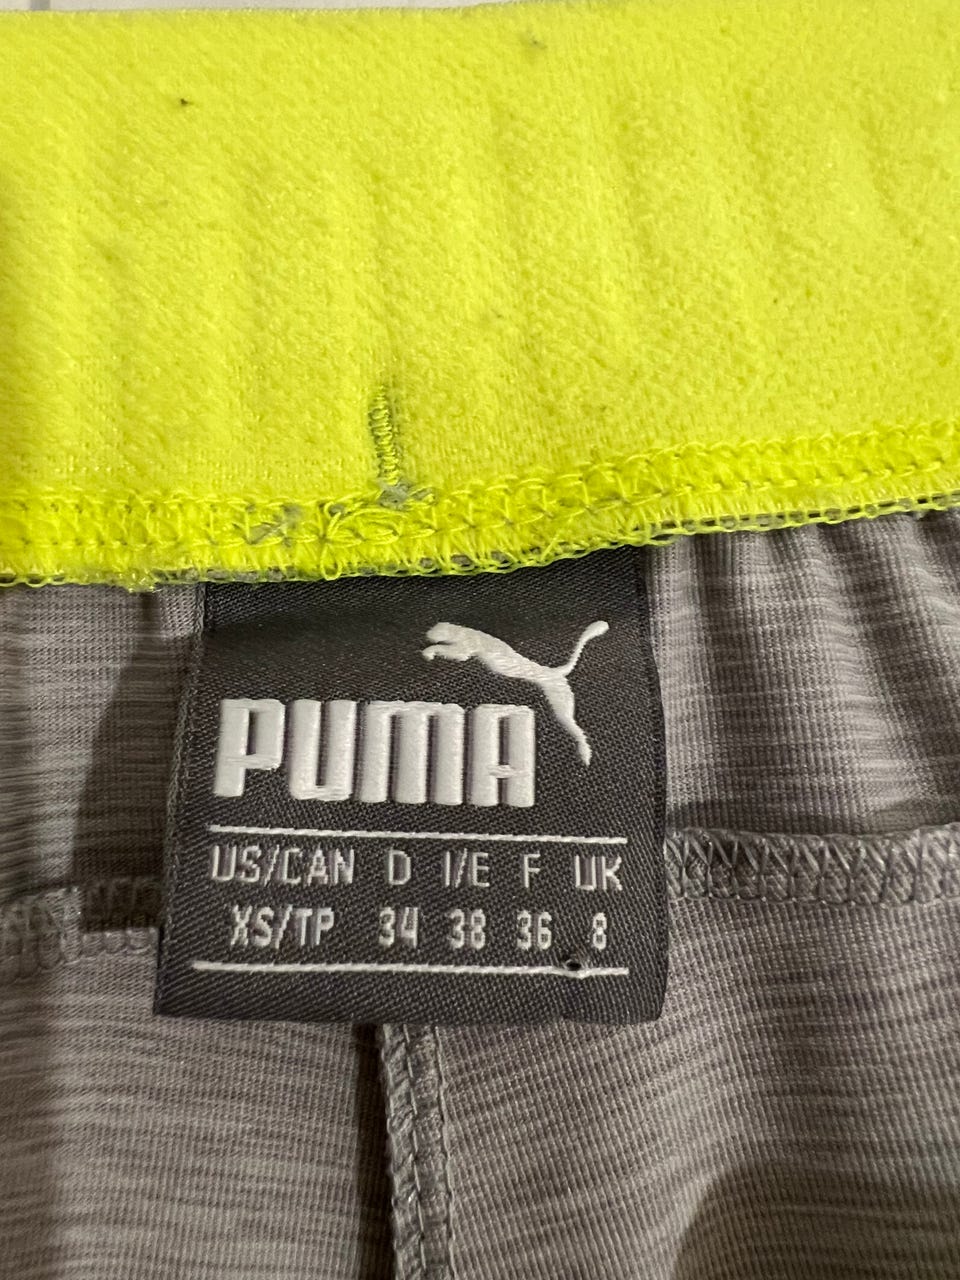 PUMA
US/CAN D I/E F UK
XS/TP 34 38 36 8